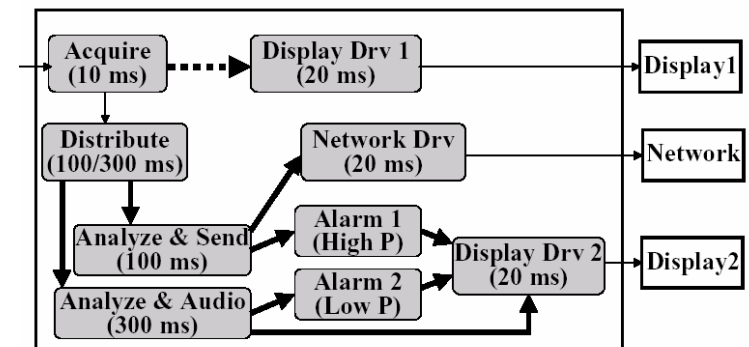 Acquire
(10 ms)
Display Drv 1
(20 ms)
Display1
Distribute
(100/300 ms)
Network Drv
(20 ms)
Network
Analyze & Send
(100 ms)
Alarm 1
(High P)
Display Drv 2
(20 ms)
Display2
Analyze & Audio
(300 ms)
Alarm 2
(Low P)